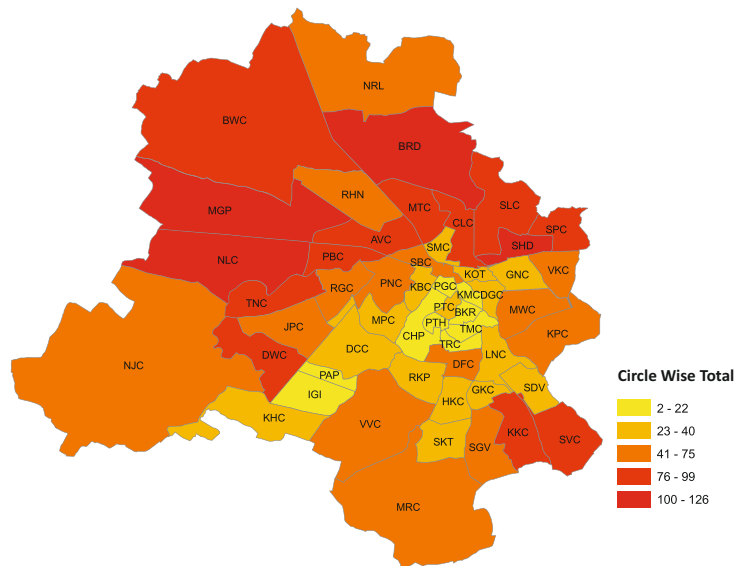 NRL
BWC
BRD
RHN
MGP
MTC
SLC
CLC
SPC
AVC
SMC
SHD
PBC
NLC
SBC
KOT
GNC
VKC
RGC
PNC
KBC
PGC
KMC
DGC
TNC
PTC
BKR
MWC
JPC
MPC
PTH
TMC
CHP
TRC
KPC
DCC
LNC
DWC
NJC
DFC
PAP
RKP
IGI
GKC
SDV
HKC
KHC
VVC
KKC
SVC
SKT
SGV
MRC
Circle Wise Total
2 - 22
23 - 40
41 - 75
76 - 99
100 - 126